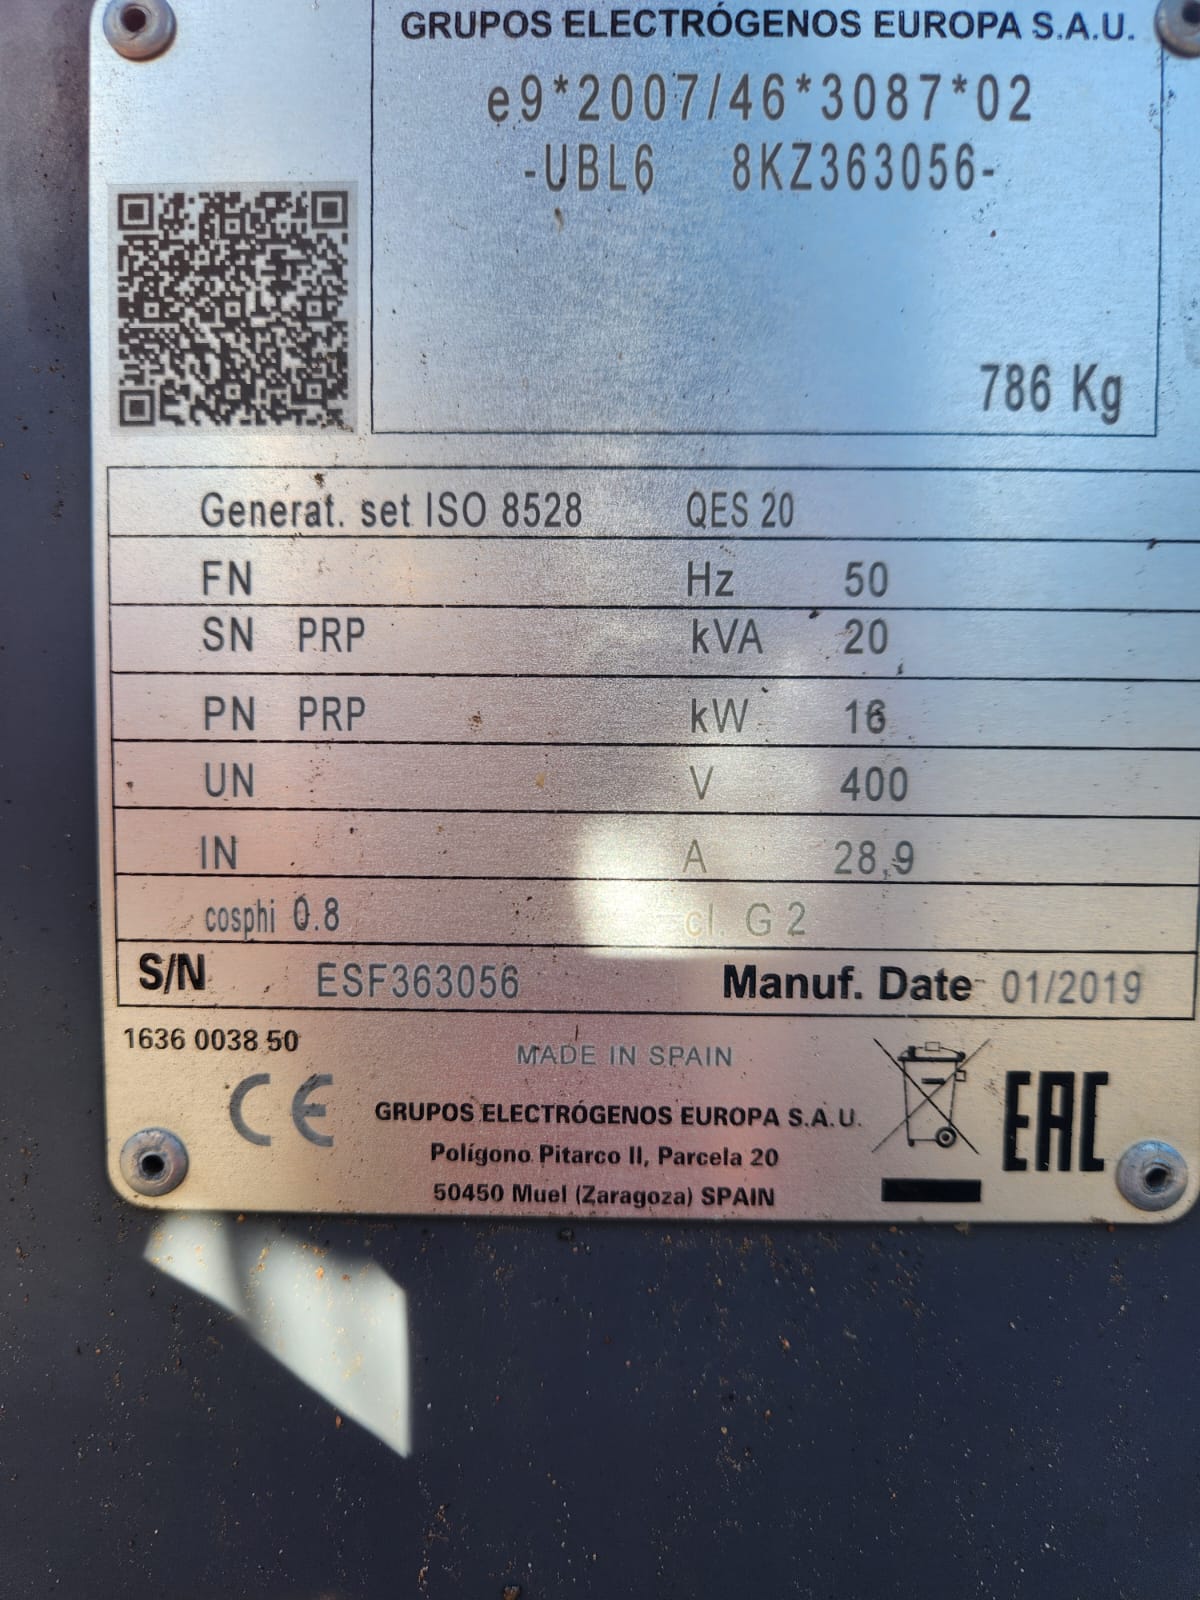 GRUPOS ELECTRÓGENOS EUROPA S.A.U.
e9*2007/46*3087*02
-UBL6 8KZ363056-
786 Kg
Generat. set ISO 8528 QES 20
FN Hz 50
SN PRP kVA 20
PN PRP kW 16
UN V 400
IN A 28,9
cosphi 0.8 cl. G 2
S/N ESF363056 Manuf. Date 01/2019
1636 0038 50
MADE IN SPAIN
CE
GRUPOS ELECTRÓGENOS EUROPA S.A.U.
Polígono Pitarco II, Parcela 20
50450 Muel (Zaragoza) SPAIN
EAC